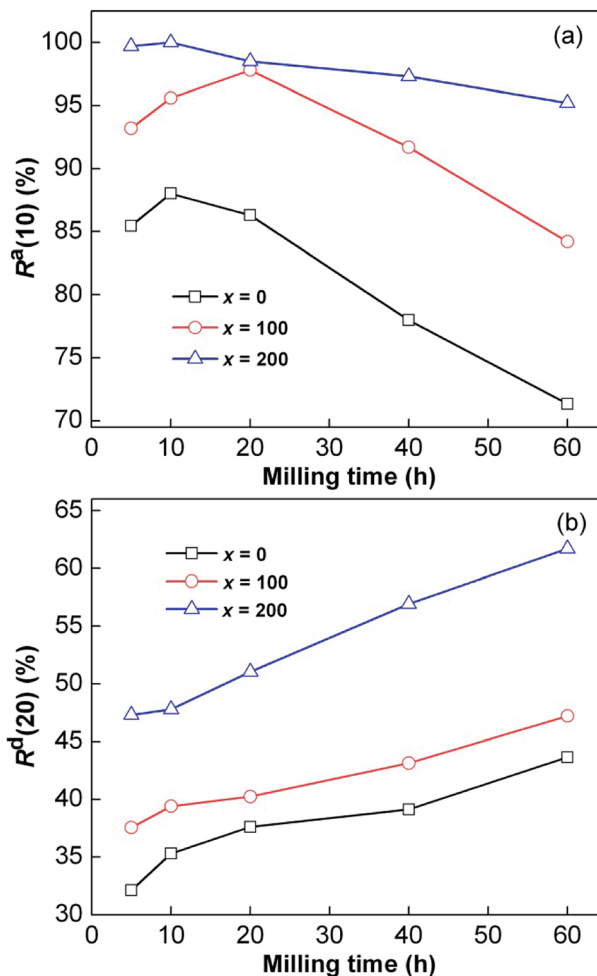 (a)
100
95
90
85
80
75
70
R^a(10) (%)
x = 0
x = 100
x = 200
0 10 20 30 40 50 60
Milling time (h)
(b)
65
60
55
50
45
40
35
30
R^d(20) (%)
x = 0
x = 100
x = 200
0 10 20 30 40 50 60
Milling time (h)